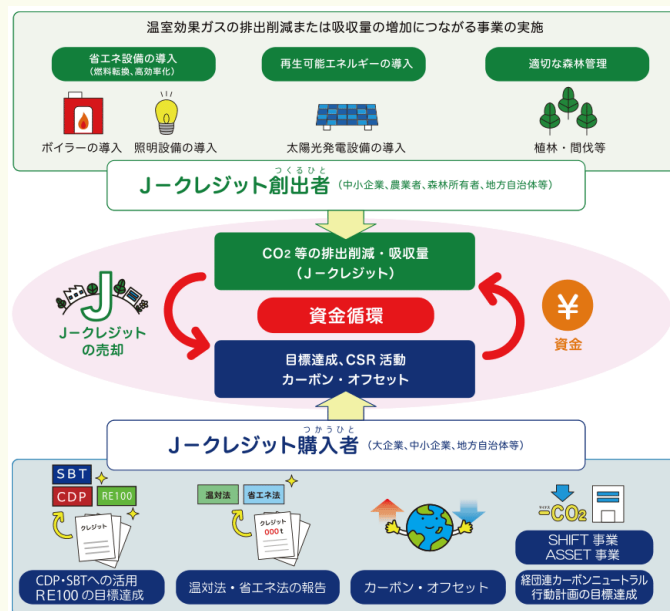 温室効果ガスの排出削減または吸収量の増加につながる事業の実施
省エネ設備の導入
(燃料転換、高効率化)
再生可能エネルギーの導入
適切な森林管理
ボイラーの導入
照明設備の導入
太陽光発電設備の導入
植林・間伐等
つくるひと
Jークレジット創出者(中小企業、農業者、森林所有者、地方自治体等)
CO2 等の排出削減・吸収量
(Jークレジット)
J
Jークレジット
の売却
資金循環
¥
資金
目標達成、CSR 活動
カーボン・オフセット
つかうひと
Jークレジット購入者(大企業、中小企業、地方自治体等)
SBT
CDP
RE100
クレジット
CDP・SBTへの活用
RE100 の目標達成
温対法
省エネ法
クレジット
000t
温対法・省エネ法の報告
カーボン・オフセット
マイナス
-CO2
SHIFT 事業
ASSET 事業
経団連カーボンニュートラル
行動計画の目標達成